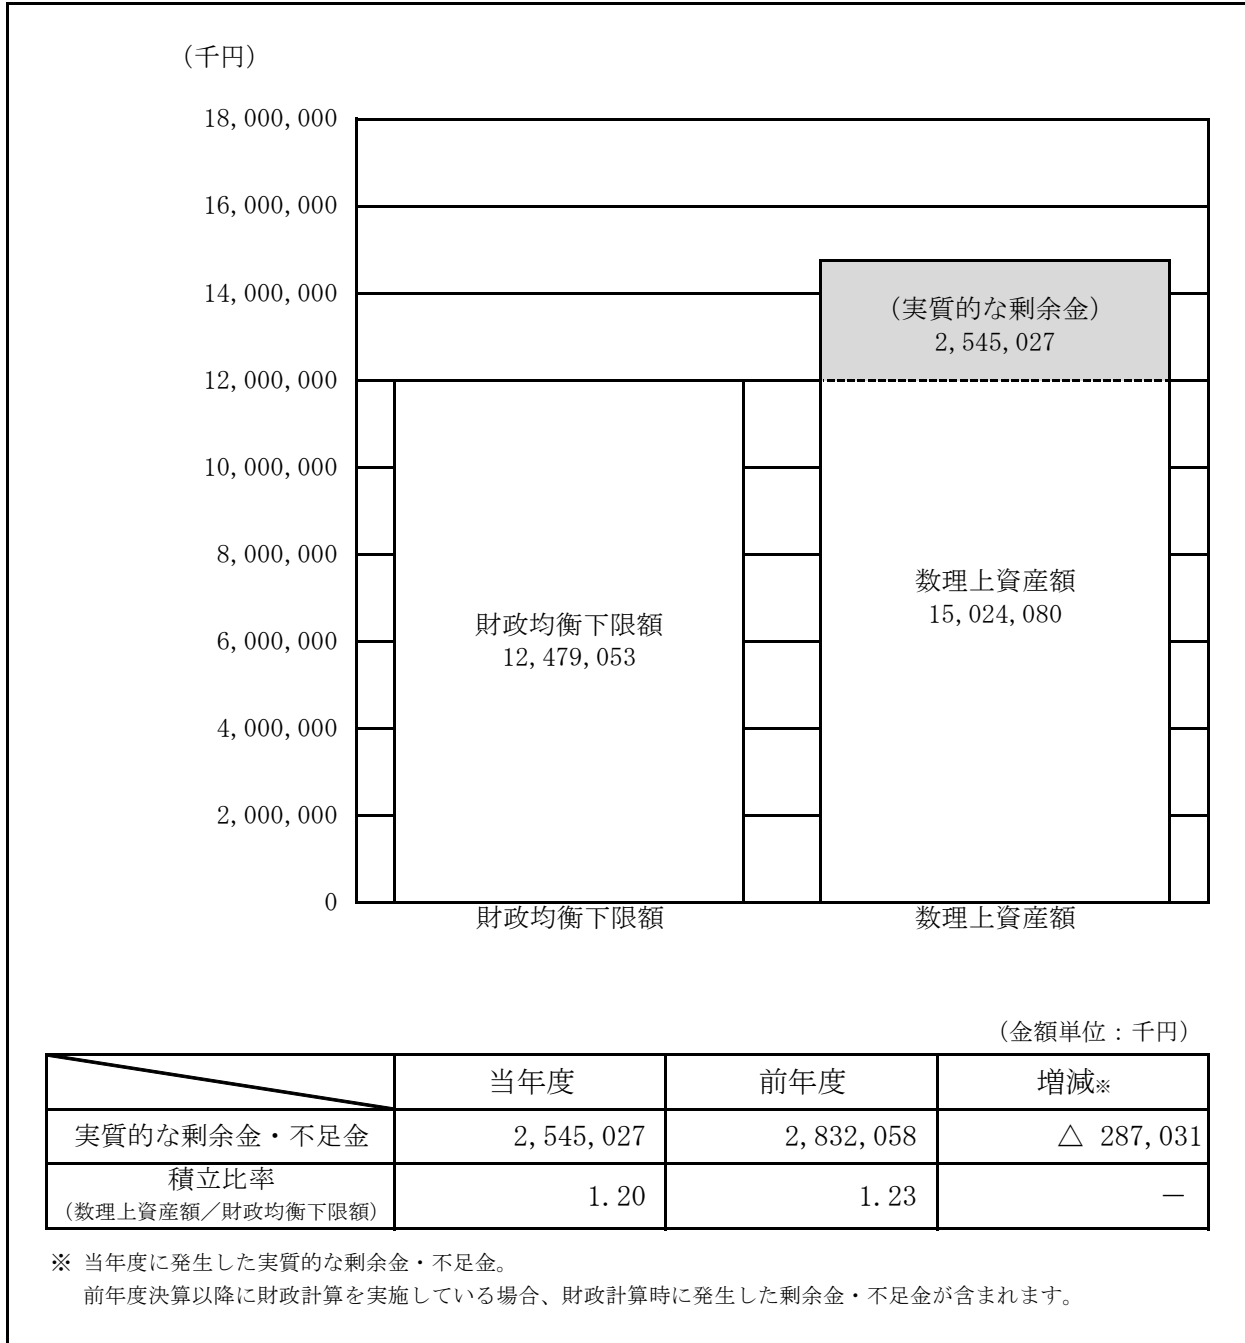 （千円）
18,000,000
16,000,000
14,000,000
（実質的な剰余金）
2,545,027
12,000,000
10,000,000
8,000,000
数理上資産額
15,024,080
財政均衡下限額
12,479,053
6,000,000
4,000,000
2,000,000
0
財政均衡下限額 数理上資産額
（金額単位：千円）
当年度 前年度 増減※
実質的な剰余金・不足金 2,545,027 2,832,058 △ 287,031
積立比率
（数理上資産額／財政均衡下限額） 1.20 1.23 －
※ 当年度に発生した実質的な剰余金・不足金。
前年度決算以降に財政計算を実施している場合、財政計算時に発生した剰余金・不足金が含まれます。